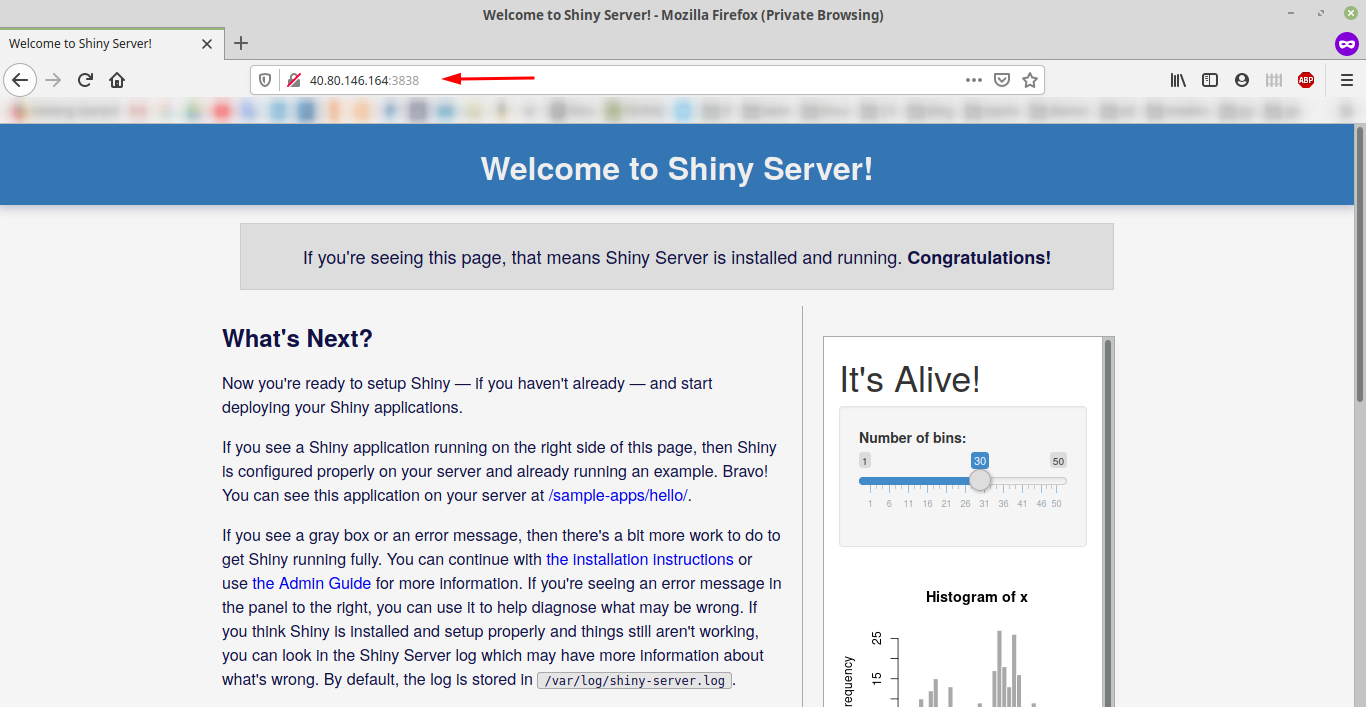 Welcome to Shiny Server! - Mozilla Firefox (Private Browsing)
Welcome to Shiny Server!
40.80.146.164:3838
ABP
Welcome to Shiny Server!
If you're seeing this page, that means Shiny Server is installed and running. Congratulations!
What's Next?
Now you're ready to setup Shiny — if you haven't already — and start
deploying your Shiny applications.
If you see a Shiny application running on the right side of this page, then Shiny
is configured properly on your server and already running an example. Bravo!
You can see this application on your server at /sample-apps/hello/.
If you see a gray box or an error message, then there's a bit more work to do to
get Shiny running fully. You can continue with the installation instructions or
use the Admin Guide for more information. If you're seeing an error message in
the panel to the right, you can use it to help diagnose what may be wrong. If
you think Shiny is installed and setup properly and things still aren't working,
you can look in the Shiny Server log which may have more information about
what's wrong. By default, the log is stored in /var/log/shiny-server.log .
It's Alive!
Number of bins:
1 30 50
1 6 11 16 21 26 31 36 41 46 50
Histogram of x
25
15